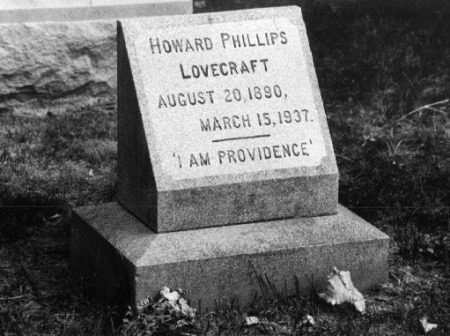 HOWARD PHILLIPS
LOVECRAFT
AUGUST 20, 1890,
MARCH 15, 1937.
'I AM PROVIDENCE'